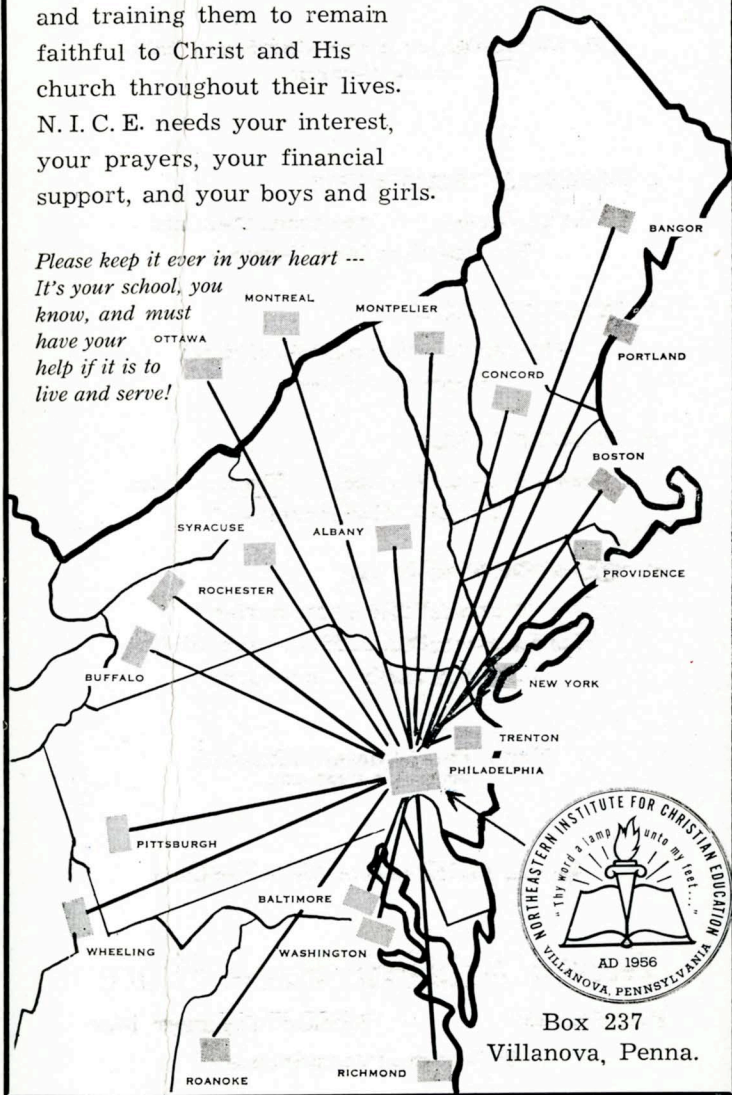 and training them to remain
faithful to Christ and His
church throughout their lives.
N. I. C. E. needs your interest,
your prayers, your financial
support, and your boys and girls.
Please keep it ever in your heart ---
It's your school, you
know, and must
have your
help if it is to
live and serve!
BANGOR
MONTREAL
MONTPELIER
OTTAWA
PORTLAND
CONCORD
BOSTON
SYRACUSE
ALBANY
PROVIDENCE
ROCHESTER
BUFFALO
NEW YORK
TRENTON
PHILADELPHIA
PITTSBURGH
BALTIMORE
WHEELING
WASHINGTON
ROANOKE
RICHMOND
NORTHEASTERN INSTITUTE FOR CHRISTIAN EDUCATION
"Thy word a lamp unto my feet...."
AD 1956
VILLANOVA, PENNSYLVANIA
Box 237
Villanova, Penna.